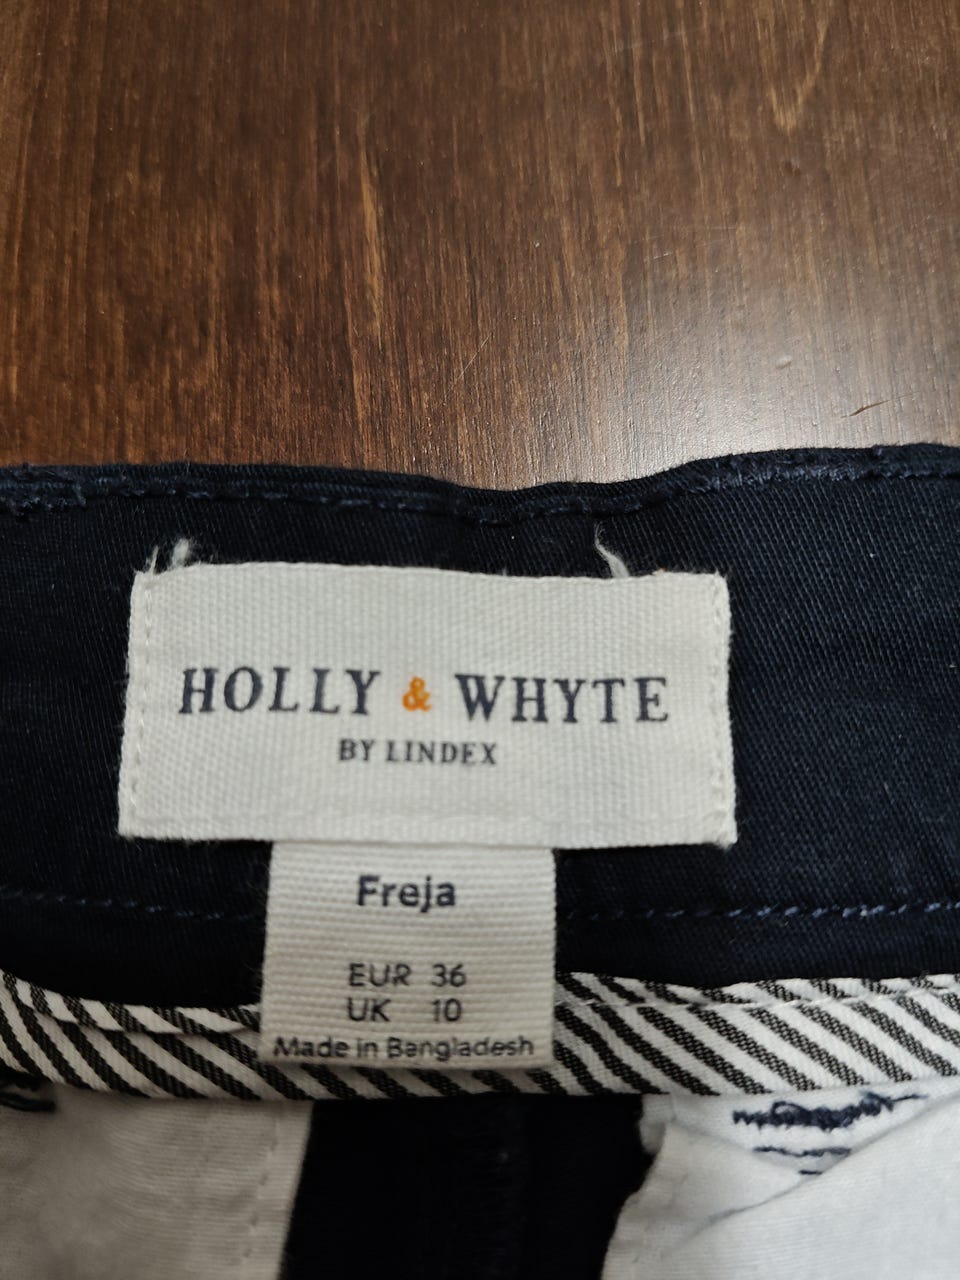 HOLLY & WHYTE
BY LINDEX
Freja
EUR 36
UK 10
Made in Bangladesh